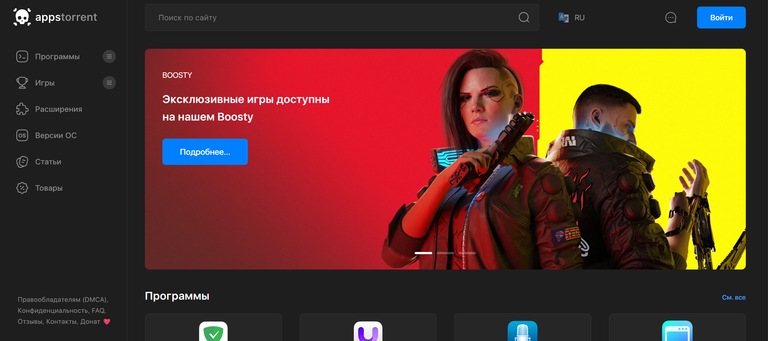 appstorrent
Поиск по сайту
RU
Войти
Программы
Игры
Расширения
OS
Версии ОС
Статьи
Товары
BOOSTY
Эксклюзивные игры доступны
на нашем Boosty
Подробнее...
Программы
См. все
Правообладателям (DMCA),
Конфиденциальность, FAQ,
Отзывы, Контакты, Донат